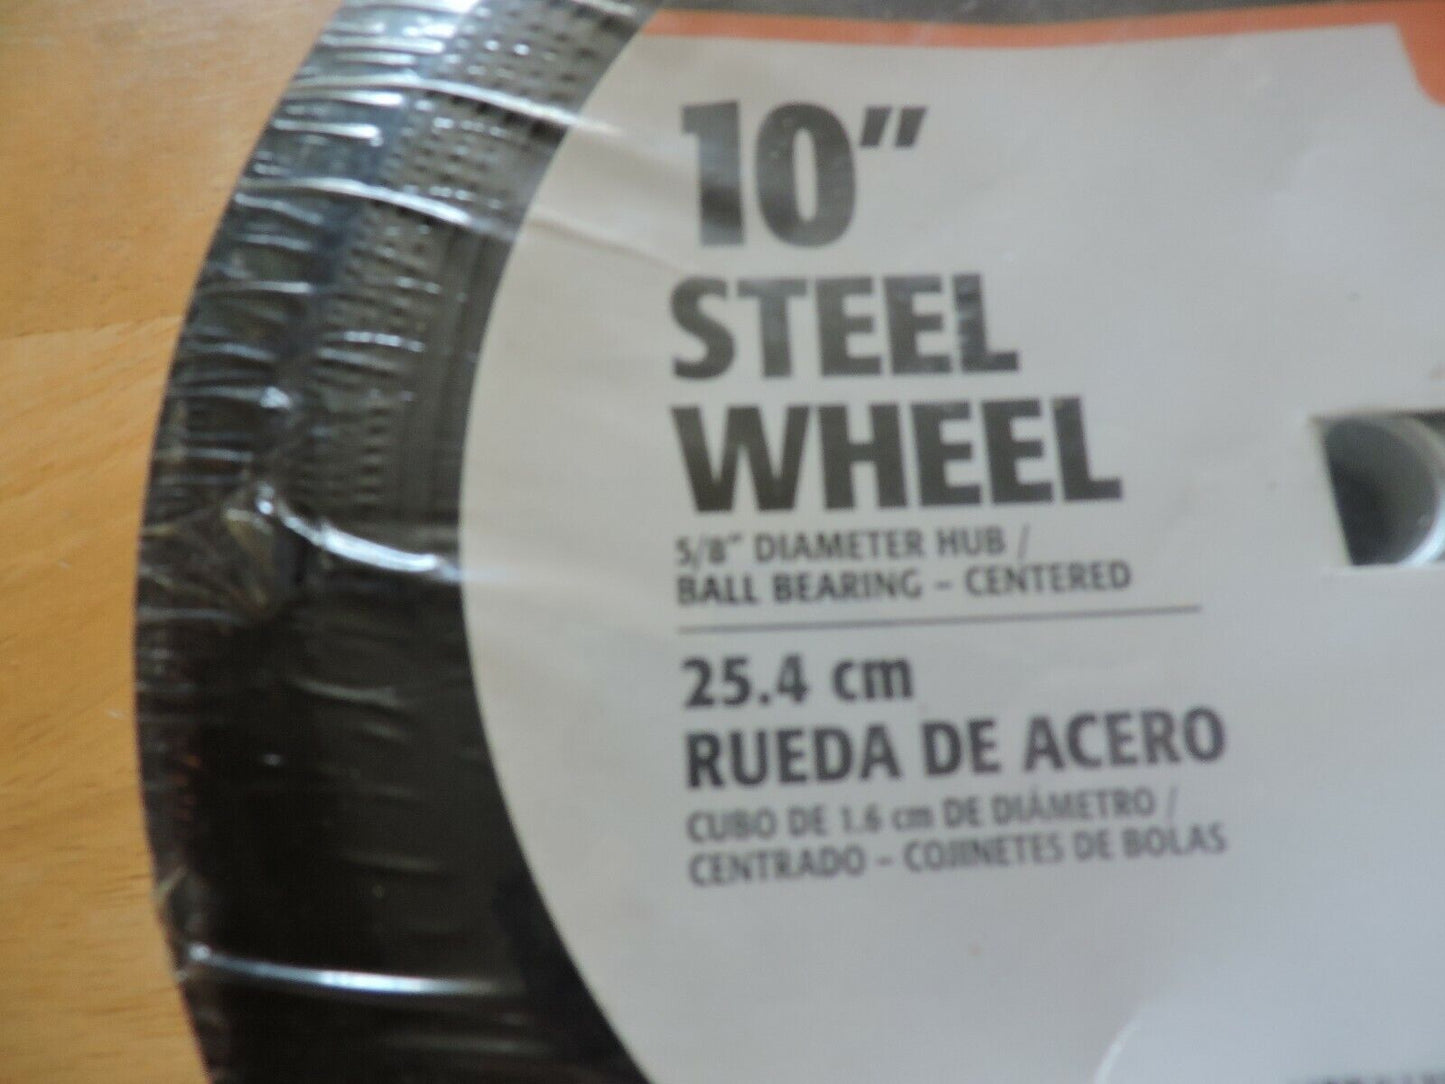 10"
STEEL
WHEEL
5/8" DIAMETER HUB /
BALL BEARING – CENTERED
25.4 cm
RUEDA DE ACERO
CUBO DE 1.6 cm DE DIÁMETRO /
CENTRADO – COJINETES DE BOLAS